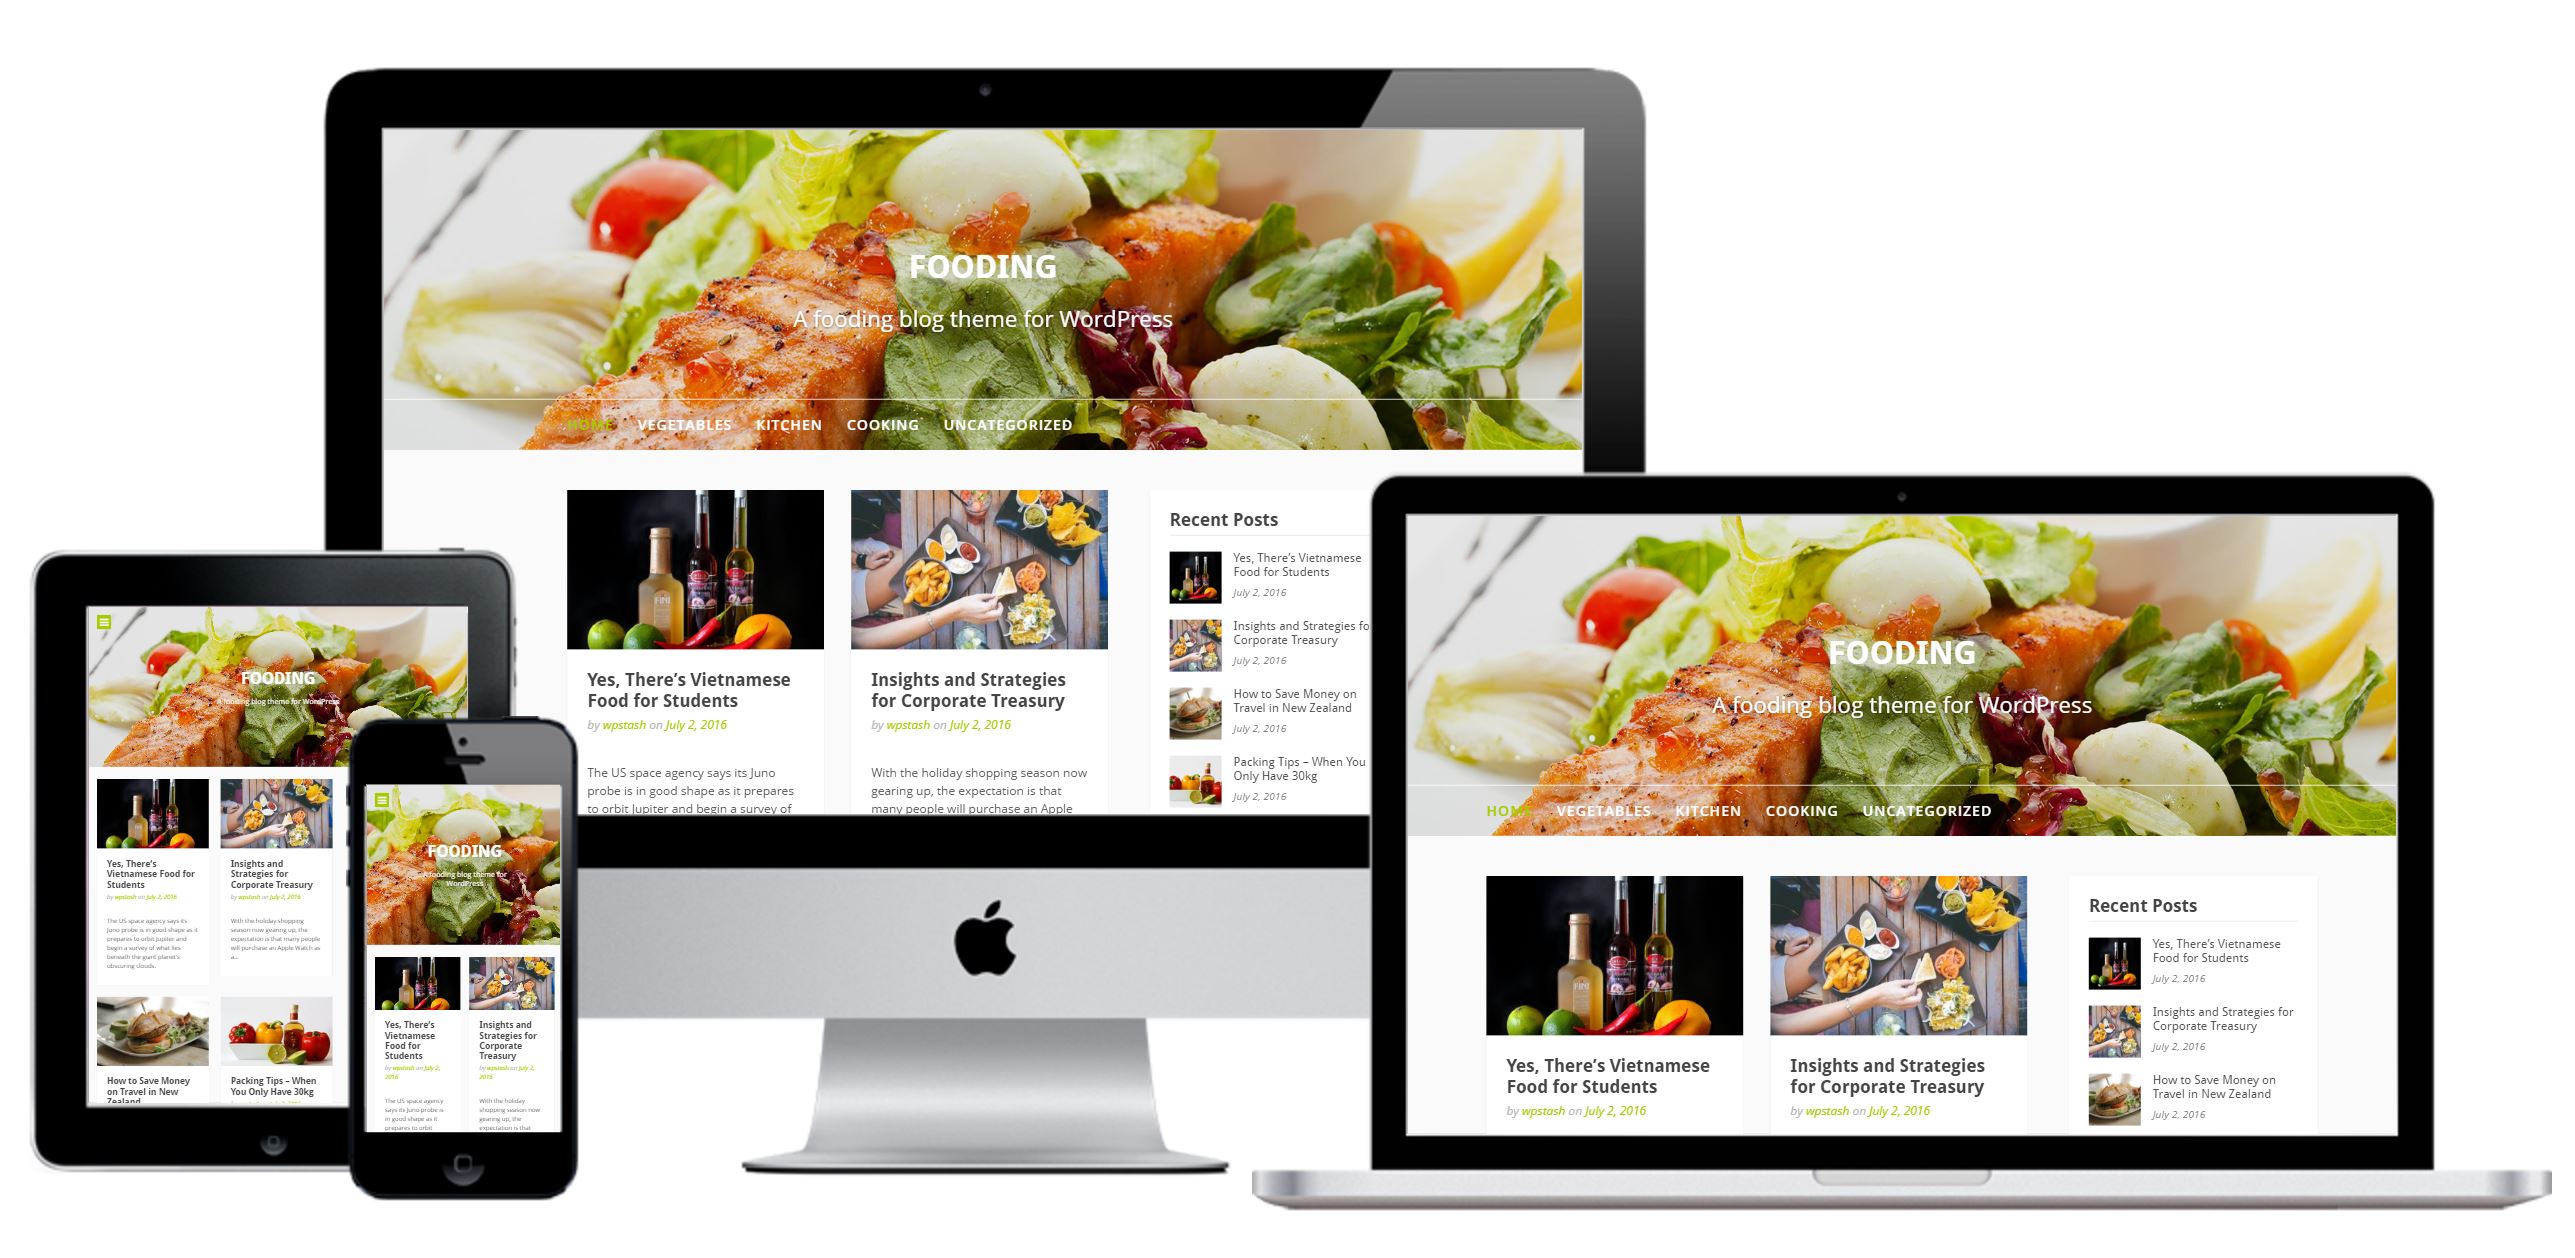 FOODING
A fooding blog theme for WordPress
HOME VEGETABLES KITCHEN COOKING UNCATEGORIZED
Yes, There's Vietnamese
Food for Students
by wpstash on July 2, 2016
The US space agency says its Juno
probe is in good shape as it prepares
to orbit Jupiter and begin a survey of
Insights and Strategies
for Corporate Treasury
by wpstash on July 2, 2016
With the holiday shopping season now
gearing up, the expectation is that
many people will purchase an Apple
Recent Posts
Yes, There's Vietnamese
Food for Students
July 2, 2016
Insights and Strategies fo
Corporate Treasury
July 2, 2016
How to Save Money on
Travel in New Zealand
July 2, 2016
Packing Tips – When You
Only Have 30kg
July 2, 2016
FOODING
A fooding blog theme for WordPress
Yes, There's
Vietnamese Food for
Students
by wpstash on July 2, 2016
The US space agency says its
Juno probe is in good shape as it
prepares to orbit Jupiter and
begin a survey of what lies
beneath the giant planet's
obscuring clouds.
Insights and
Strategies for
Corporate Treasury
by wpstash on July 2, 2016
With the holiday shopping
season now gearing up, the
expectation is that many people
will purchase an Apple Watch as
a...
How to Save Money
on Travel in New
Zealand
Packing Tips – When
You Only Have 30kg
FOODING
A fooding blog theme for
WordPress
Yes, There's
Vietnamese
Food for
Students
by wpstash on July 2,
2016
The US space agency
says its Juno probe is
in good shape as it
prepares to orbit
Insights and
Strategies for
Corporate
Treasury
by wpstash on July 2,
2016
With the holiday
shopping season now
gearing up, the
expectation is that
FOODING
A fooding blog theme for WordPress
HOME VEGETABLES KITCHEN COOKING UNCATEGORIZED
Yes, There's Vietnamese
Food for Students
by wpstash on July 2, 2016
Insights and Strategies
for Corporate Treasury
by wpstash on July 2, 2016
Recent Posts
Yes, There's Vietnamese
Food for Students
July 2, 2016
Insights and Strategies for
Corporate Treasury
July 2, 2016
How to Save Money on
Travel in New Zealand
July 2, 2016